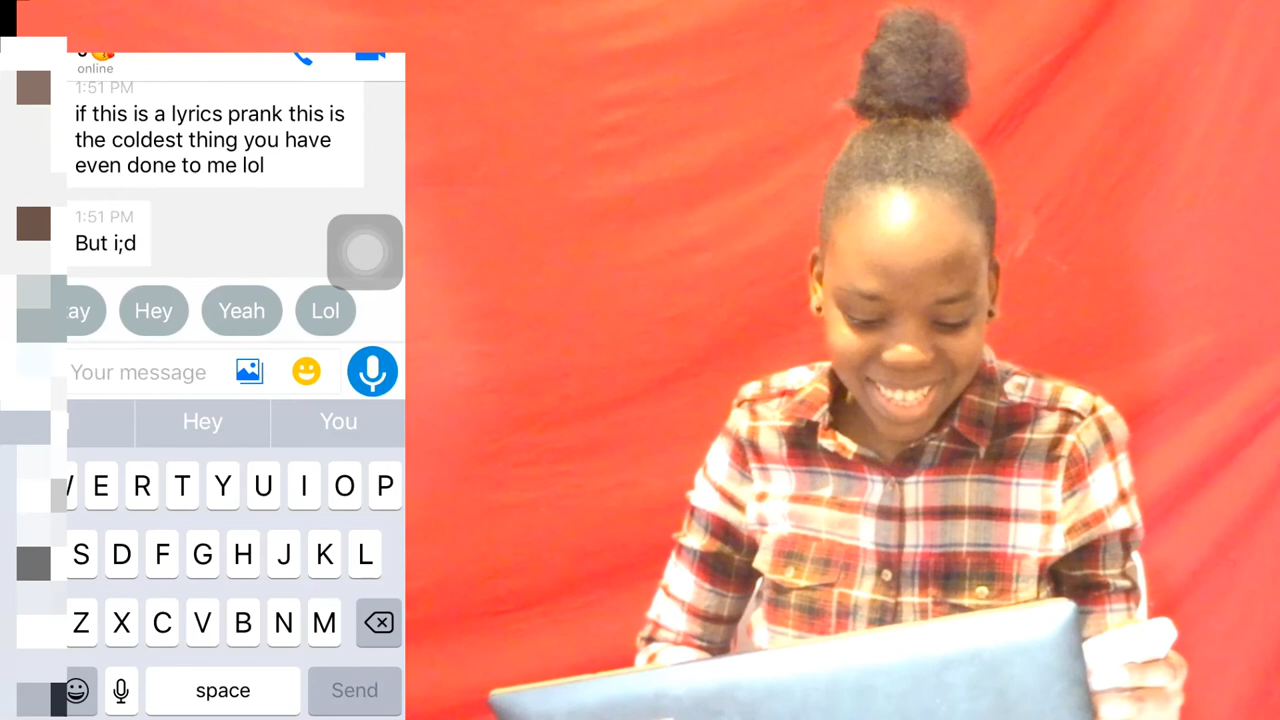 online
1:51 PM
if this is a lyrics prank this is
the coldest thing you have
even done to me lol
1:51 PM
But i;d
ay Hey Yeah Lol
Your message
Hey You
E R T Y U I O P
S D F G H J K L
Z X C V B N M
space Send